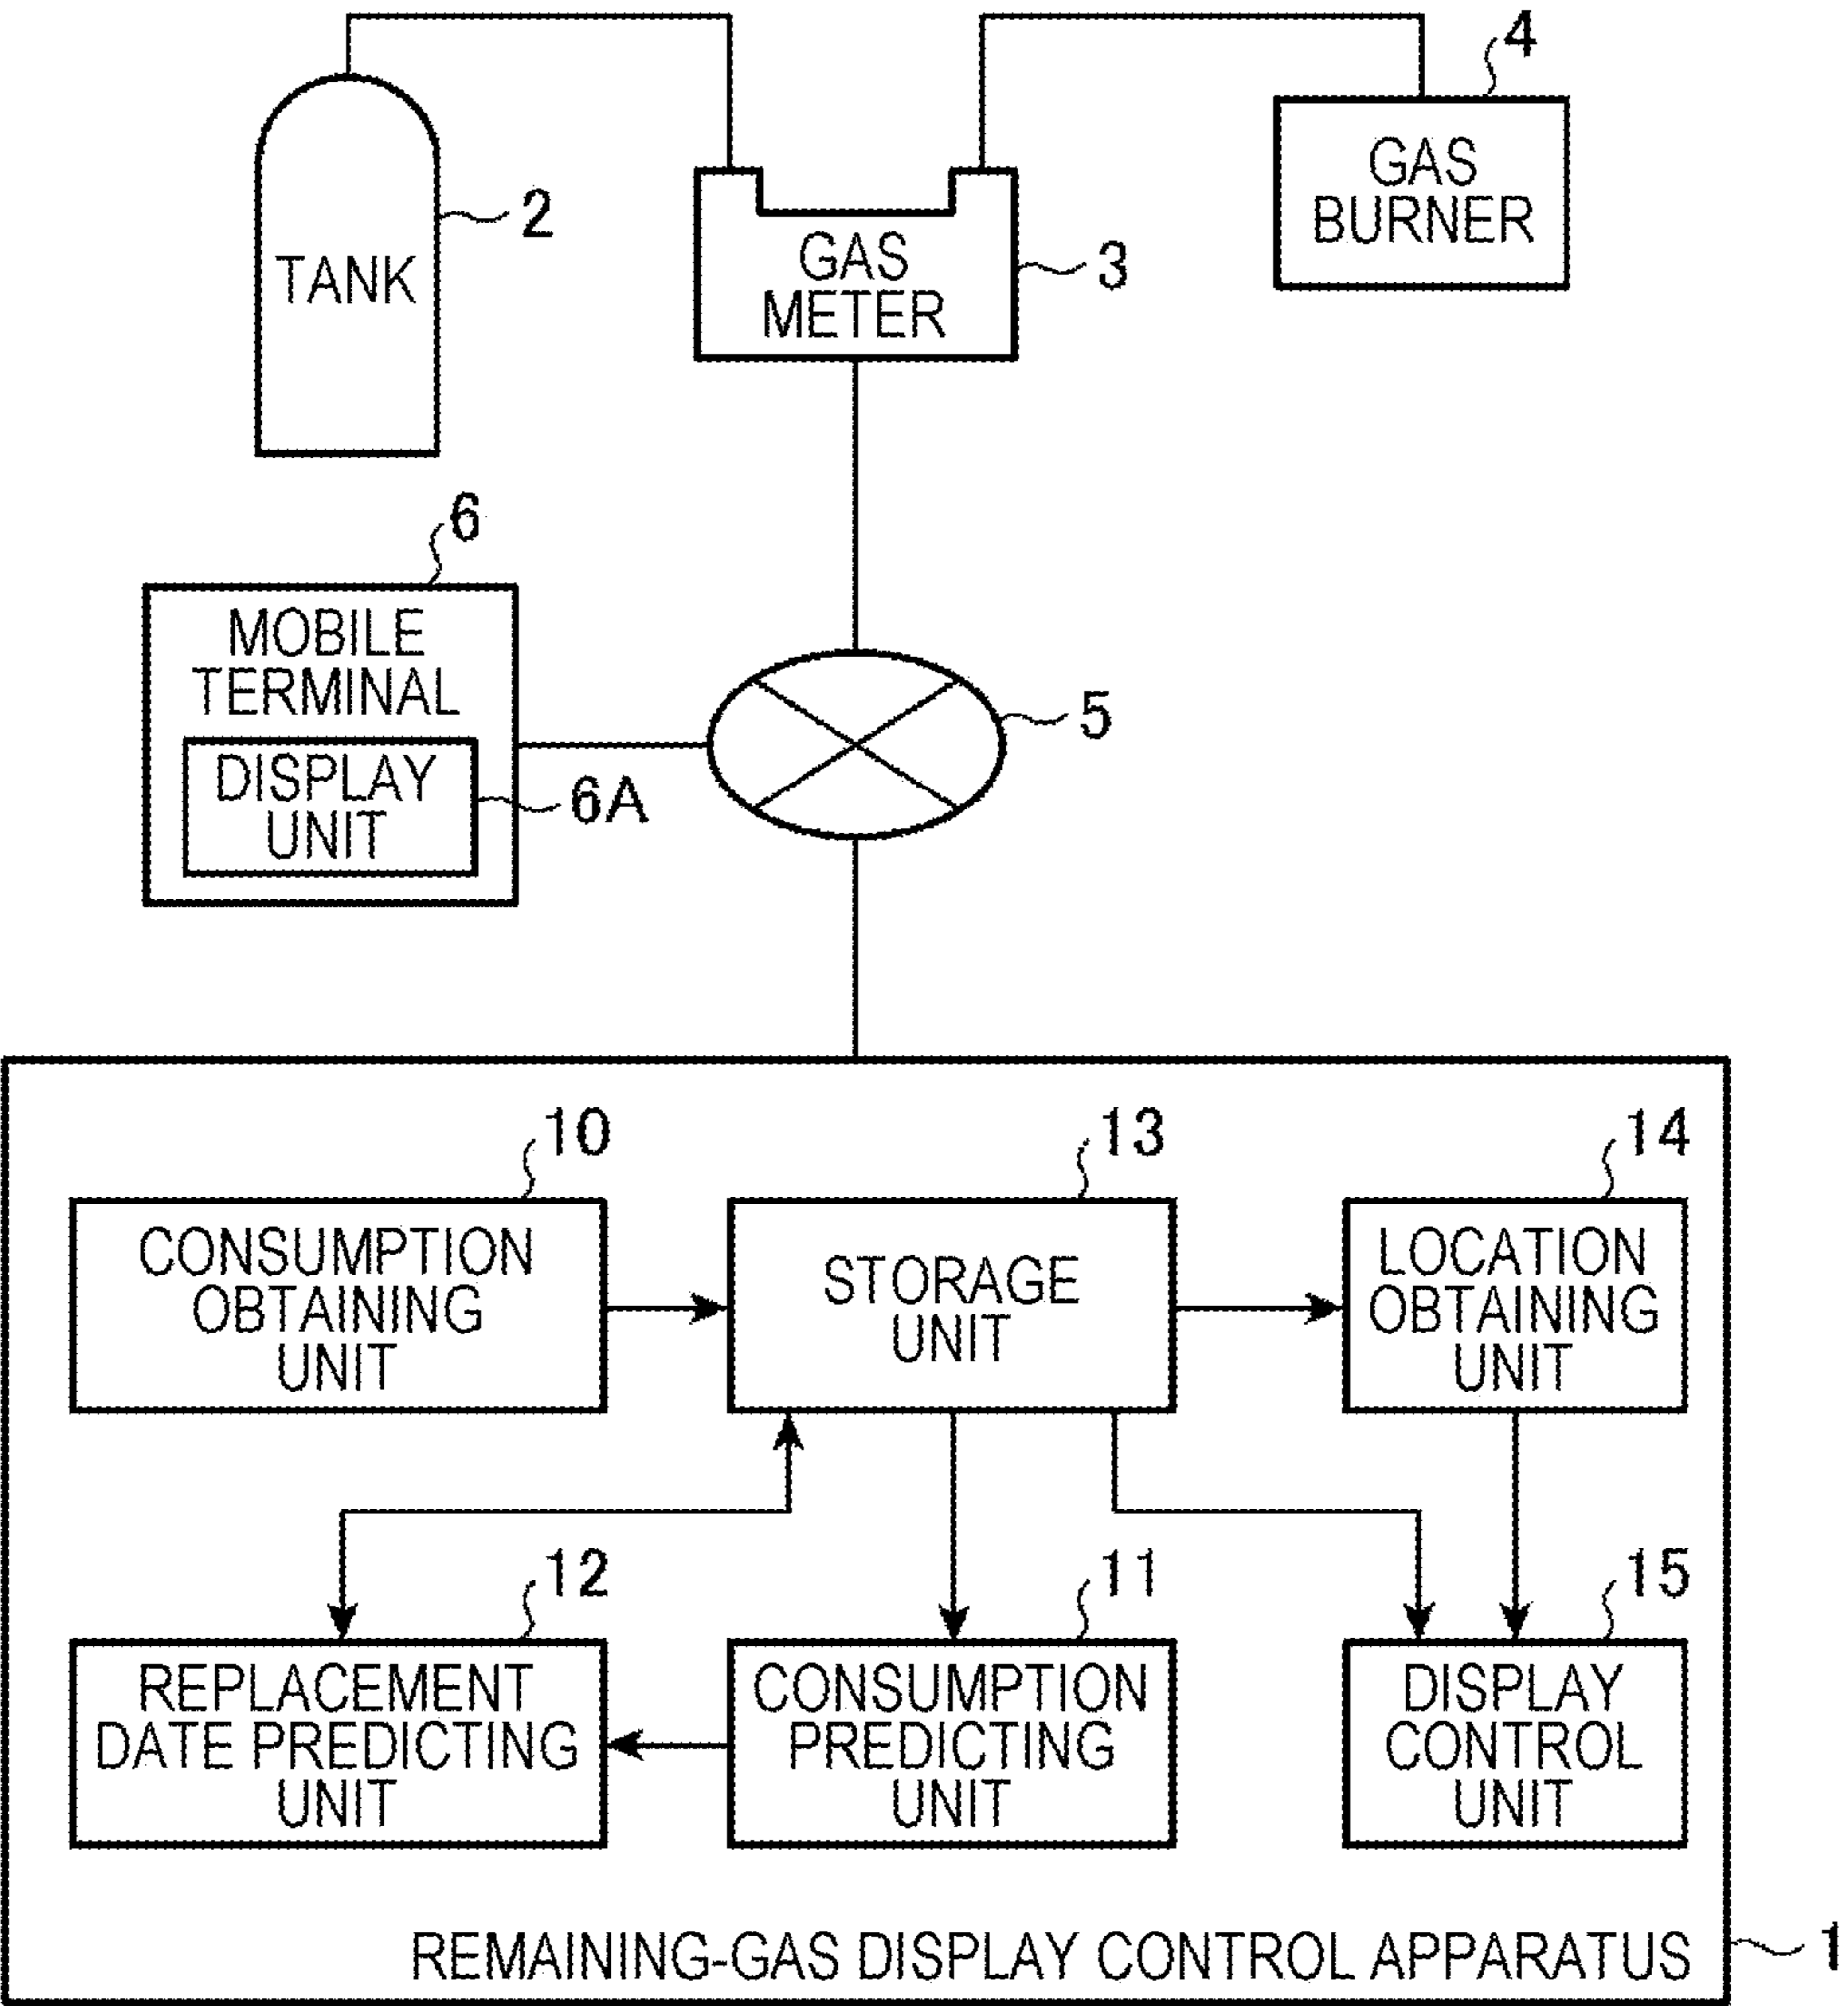 4
GAS
BURNER
2
TANK
GAS
METER
3
6
MOBILE
TERMINAL
DISPLAY
UNIT
6A
5
10
13
14
CONSUMPTION
OBTAINING
UNIT
STORAGE
UNIT
LOCATION
OBTAINING
UNIT
12
11
15
REPLACEMENT
DATE PREDICTING
UNIT
CONSUMPTION
PREDICTING
UNIT
DISPLAY
CONTROL
UNIT
REMAINING-GAS DISPLAY CONTROL APPARATUS
1